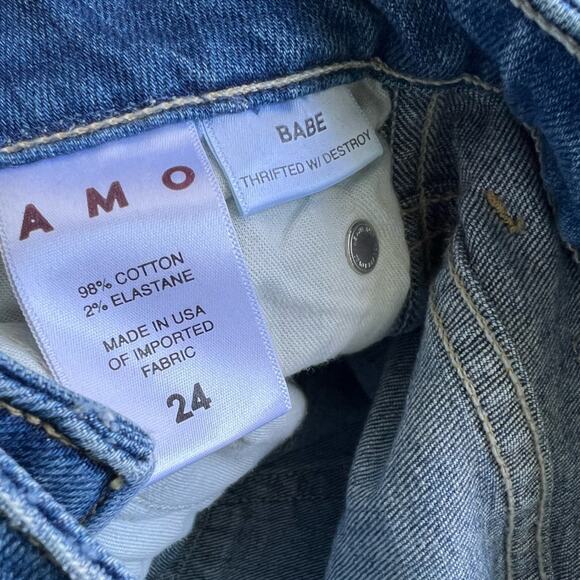 AMO
98% COTTON
2% ELASTANE
MADE IN USA
OF IMPORTED
FABRIC
24
BABE
THRIFTED W/ DESTROY